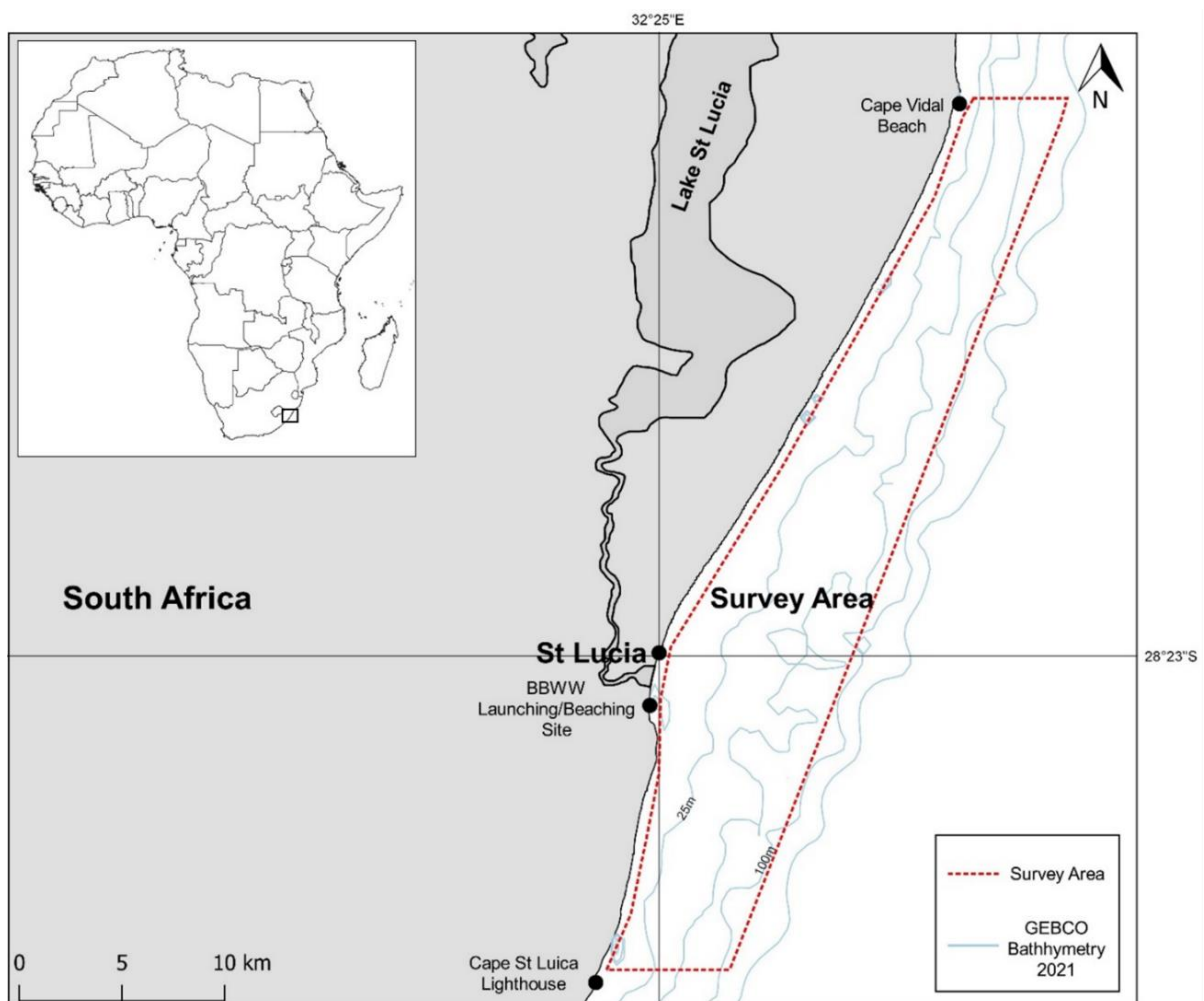 32°25"E
N
Cape Vidal
Beach
Lake St Lucia
South Africa
Survey Area
St Lucia
28°23"S
BBWW
Launching/Beaching
Site
25m
100m
Survey Area
GEBCO
Bathhymetry
2021
Cape St Luica
Lighthouse
0 5 10 km